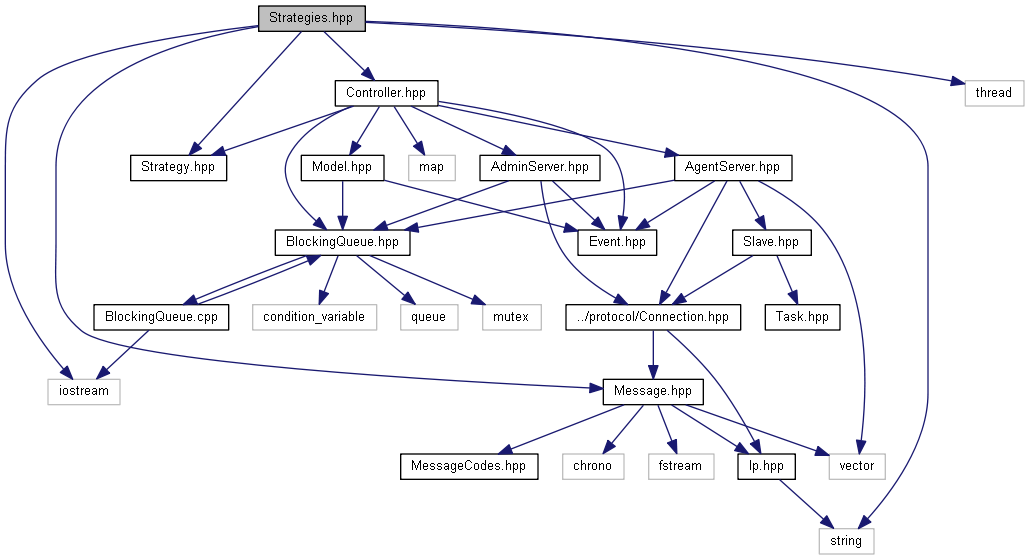 Strategies.hpp
Controller.hpp
thread
Strategy.hpp
Model.hpp
map
AdminServer.hpp
AgentServer.hpp
BlockingQueue.hpp
Event.hpp
Slave.hpp
BlockingQueue.cpp
condition_variable
queue
mutex
../protocol/Connection.hpp
Task.hpp
iostream
Message.hpp
MessageCodes.hpp
chrono
fstream
Ip.hpp
vector
string